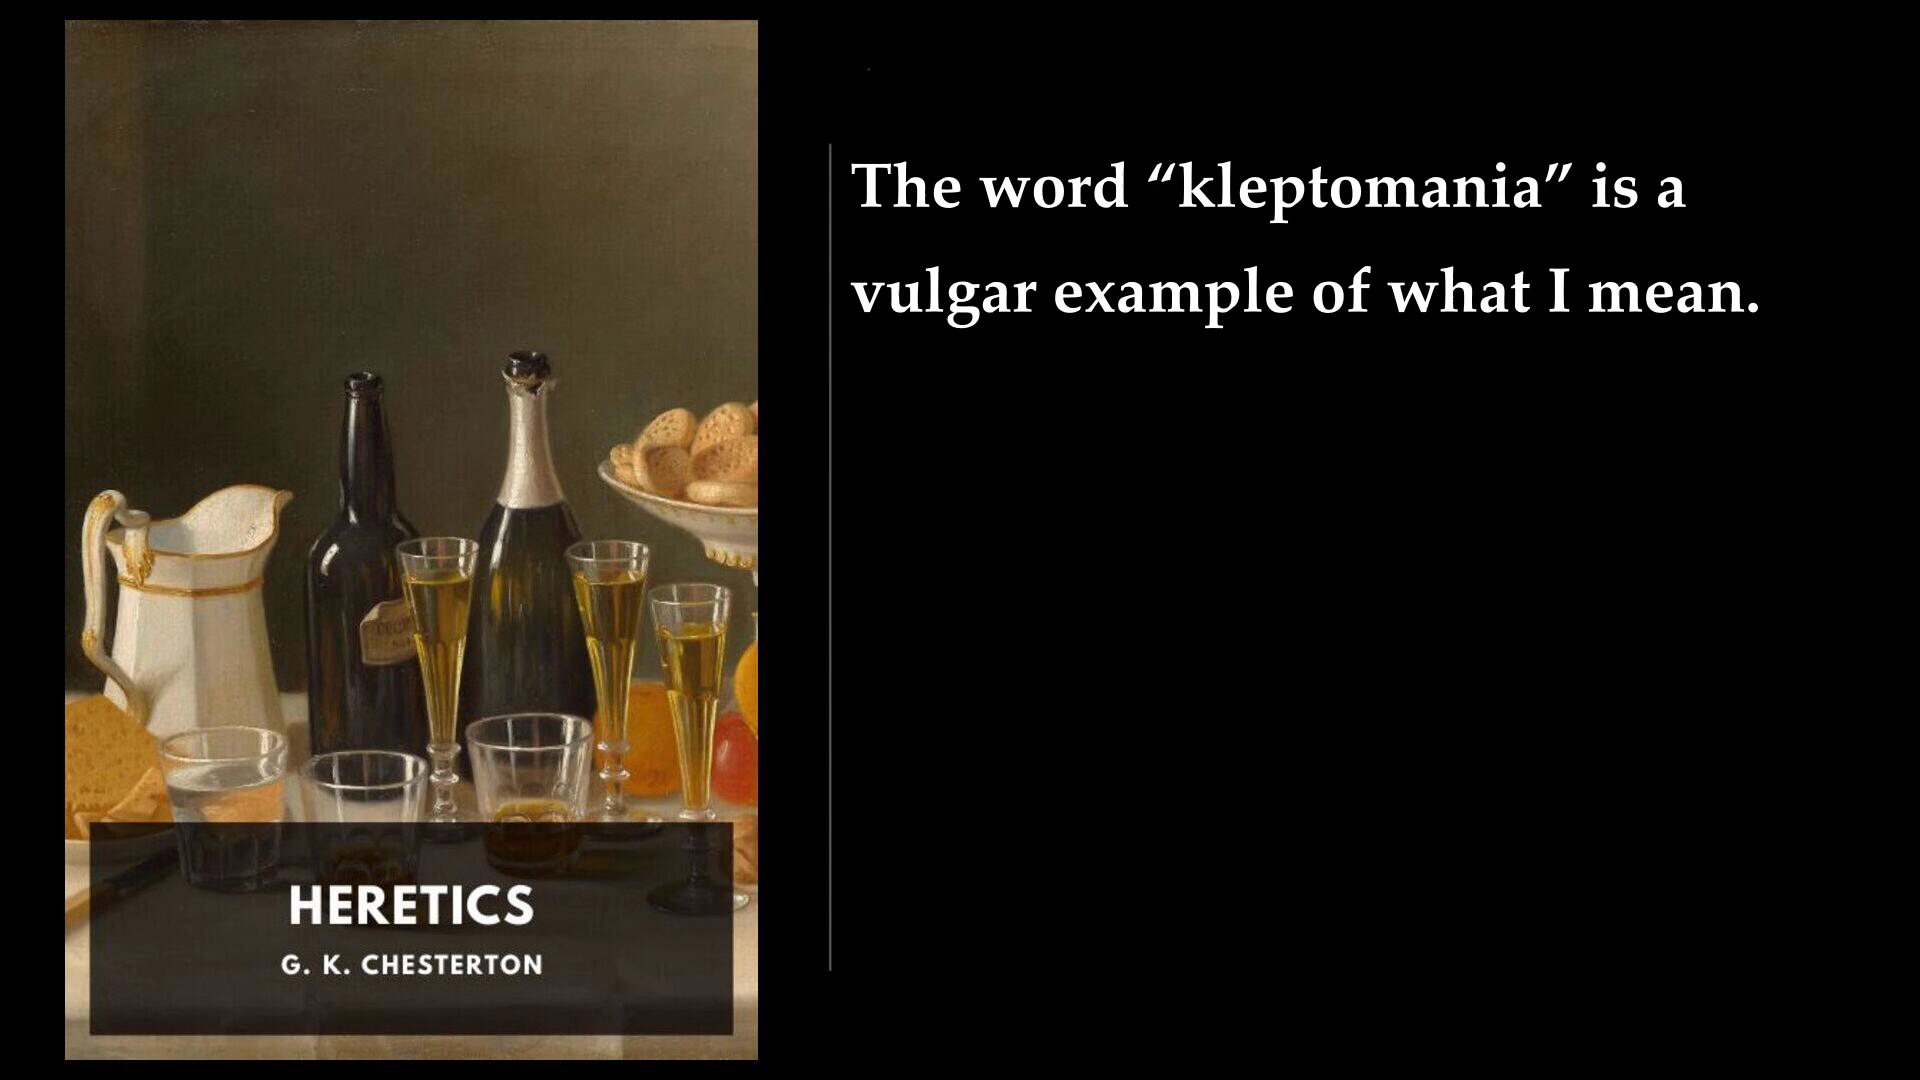 The word “kleptomania” is a
vulgar example of what I mean.
HERETICS
G. K. CHESTERTON